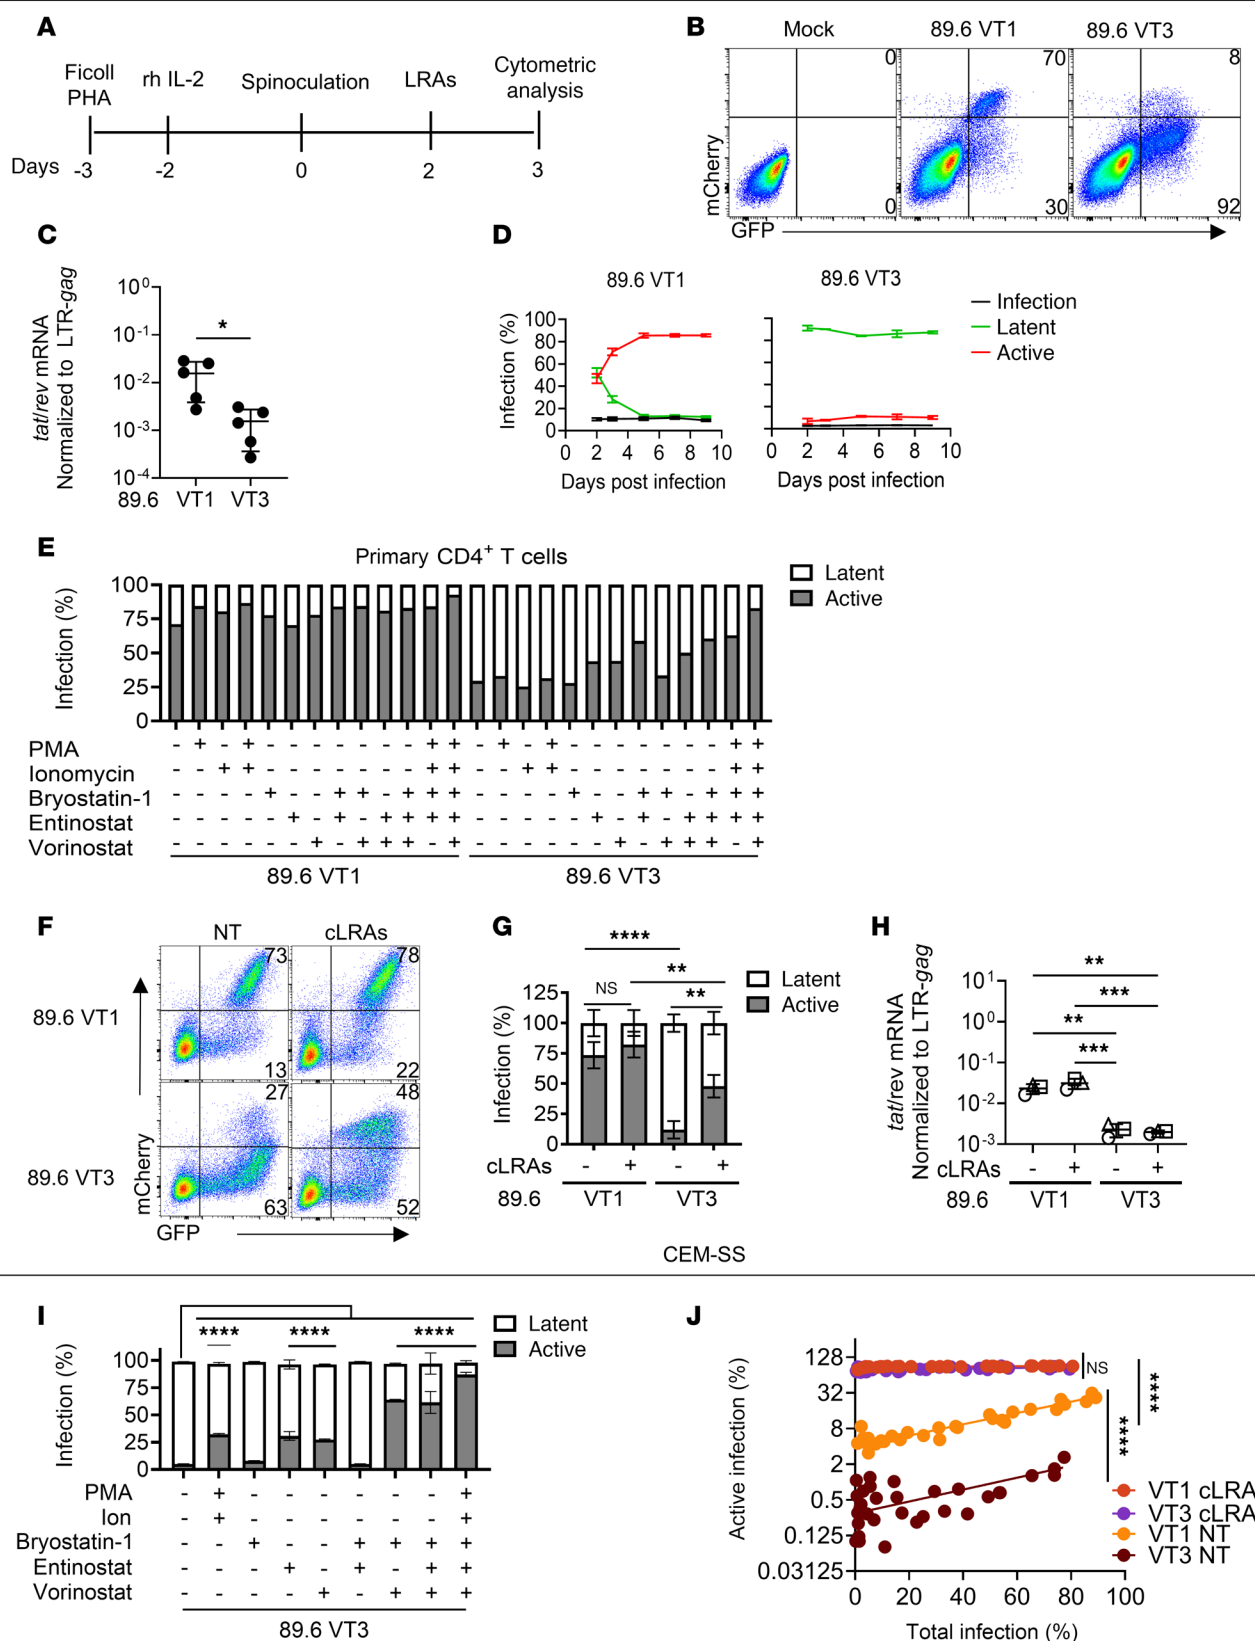 A
Ficoll
PHA
rh IL-2
Spinoculation
LRAs
Cytometric
analysis
Days
-3
-2
0
2
3
B
Mock
89.6 VT1
89.6 VT3
0
70
8
0
30
92
mCherry
GFP
C
tat/rev mRNA
Normalized to LTR-gag
10⁰
10⁻¹
10⁻²
10⁻³
10⁻⁴
*
89.6
VT1
VT3
D
89.6 VT1
89.6 VT3
Infection (%)
100
80
60
40
20
0
0 2 4 6 8 10
0 2 4 6 8 10
Days post infection
Days post infection
Infection
Latent
Active
E
Primary CD4⁺ T cells
Infection (%)
100
75
50
25
0
Latent
Active
PMA - + - + - - - - - - - + + - + - + - - - - - - - + +
Ionomycin - - + + - - - - - - - + + - - + + - - - - - - - + +
Bryostatin-1 - - - - + - - + + - + + + - - - - + - - + + - + + +
Entinostat - - - - - + - + - + + + + - - - - - + - + - + + + +
Vorinostat - - - - - - + - + + + - + - - - - - - + - + + + - +
89.6 VT1
89.6 VT3
F
NT
cLRAs
89.6 VT1
73
13
78
22
89.6 VT3
27
63
48
52
mCherry
GFP
G
****
**
NS
**
Infection (%)
125
100
75
50
25
0
Latent
Active
cLRAs - + - +
89.6 VT1 VT3
H
tat/rev mRNA
Normalized to LTR-gag
10¹
10⁰
10⁻¹
10⁻²
10⁻³
**
***
**
***
cLRAs - + - +
89.6 VT1 VT3
CEM-SS
I
**** **** ****
Infection (%)
100
75
50
25
0
Latent
Active
PMA - + - - - - - - +
Ion - + - - - - - - +
Bryostatin-1 - - + - - + + + +
Entinostat - - - + - + - + +
Vorinostat - - - - + - + + +
89.6 VT3
J
Active infection (%)
128
32
8
2
0.5
0.125
0.03125
0 20 40 60 80 100
Total infection (%)
NS
****
****
VT1 cLRA
VT3 cLRA
VT1 NT
VT3 NT